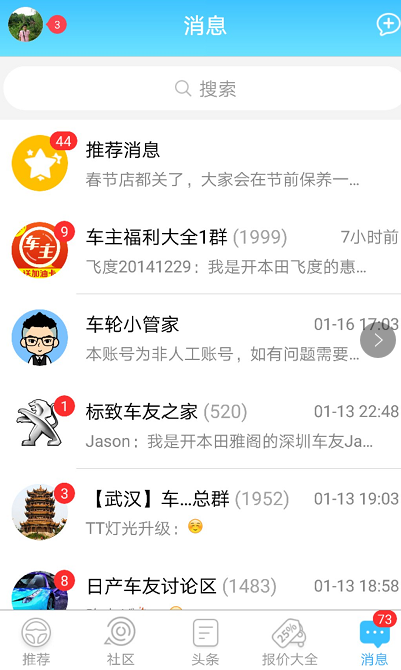 3
消息
搜索
44
推荐消息
春节店都关了，大家会在节前保养一...
9
车主
送加油卡
车主福利大全1群 (1999)
7小时前
飞度20141229：我是开本田飞度的惠...
车轮小管家
01-16 17:03
本账号为非人工账号，如有问题需要...
1
标致车友之家 (520)
01-13 22:48
Jason：我是开本田雅阁的深圳车友Ja...
3
【武汉】车...总群 (1952)
01-13 19:03
TT灯光升级：
8
日产车友讨论区 (1483)
01-13 18:58
25%
73
推荐
社区
头条
报价大全
消息